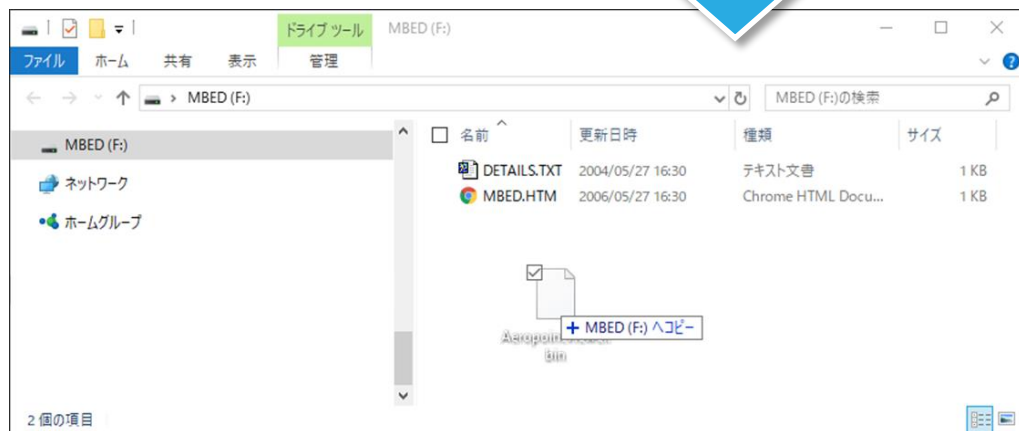 ドライブ ツール MBED (F:)
ファイル ホーム 共有 表示 管理
MBED (F:) MBED (F:)の検索
MBED (F:)
ネットワーク
ホームグループ
名前 更新日時 種類 サイズ
DETAILS.TXT 2004/05/27 16:30 テキスト文書 1 KB
MBED.HTM 2006/05/27 16:30 Chrome HTML Docu... 1 KB
MBED (F:) へコピー
bin
2 個の項目